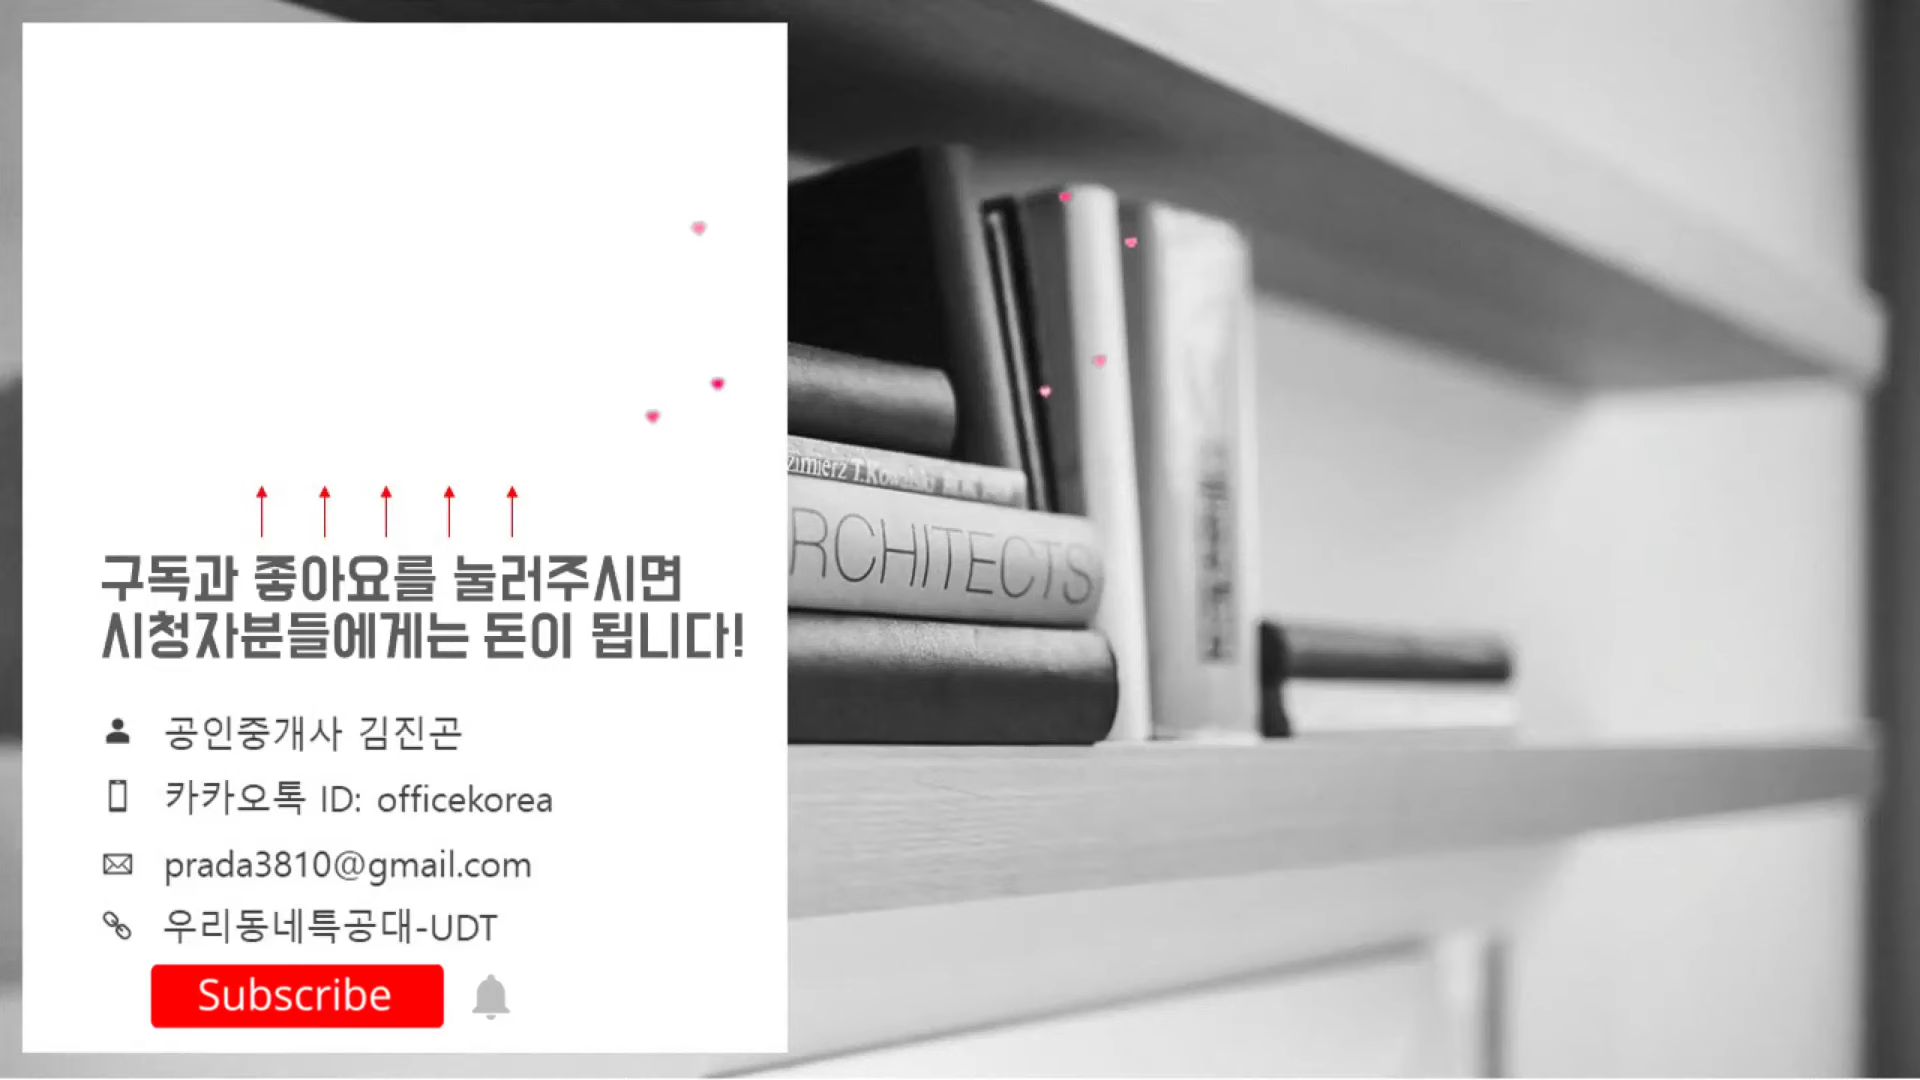 구독과 좋아요를 눌러주시면
시청자분들에게는 돈이 됩니다!
공인중개사 김진곤
카카오톡 ID: officekorea
prada3810@gmail.com
우리동네특공대-UDT
Subscribe
zimierz T.Kowalski
RCHITECTS